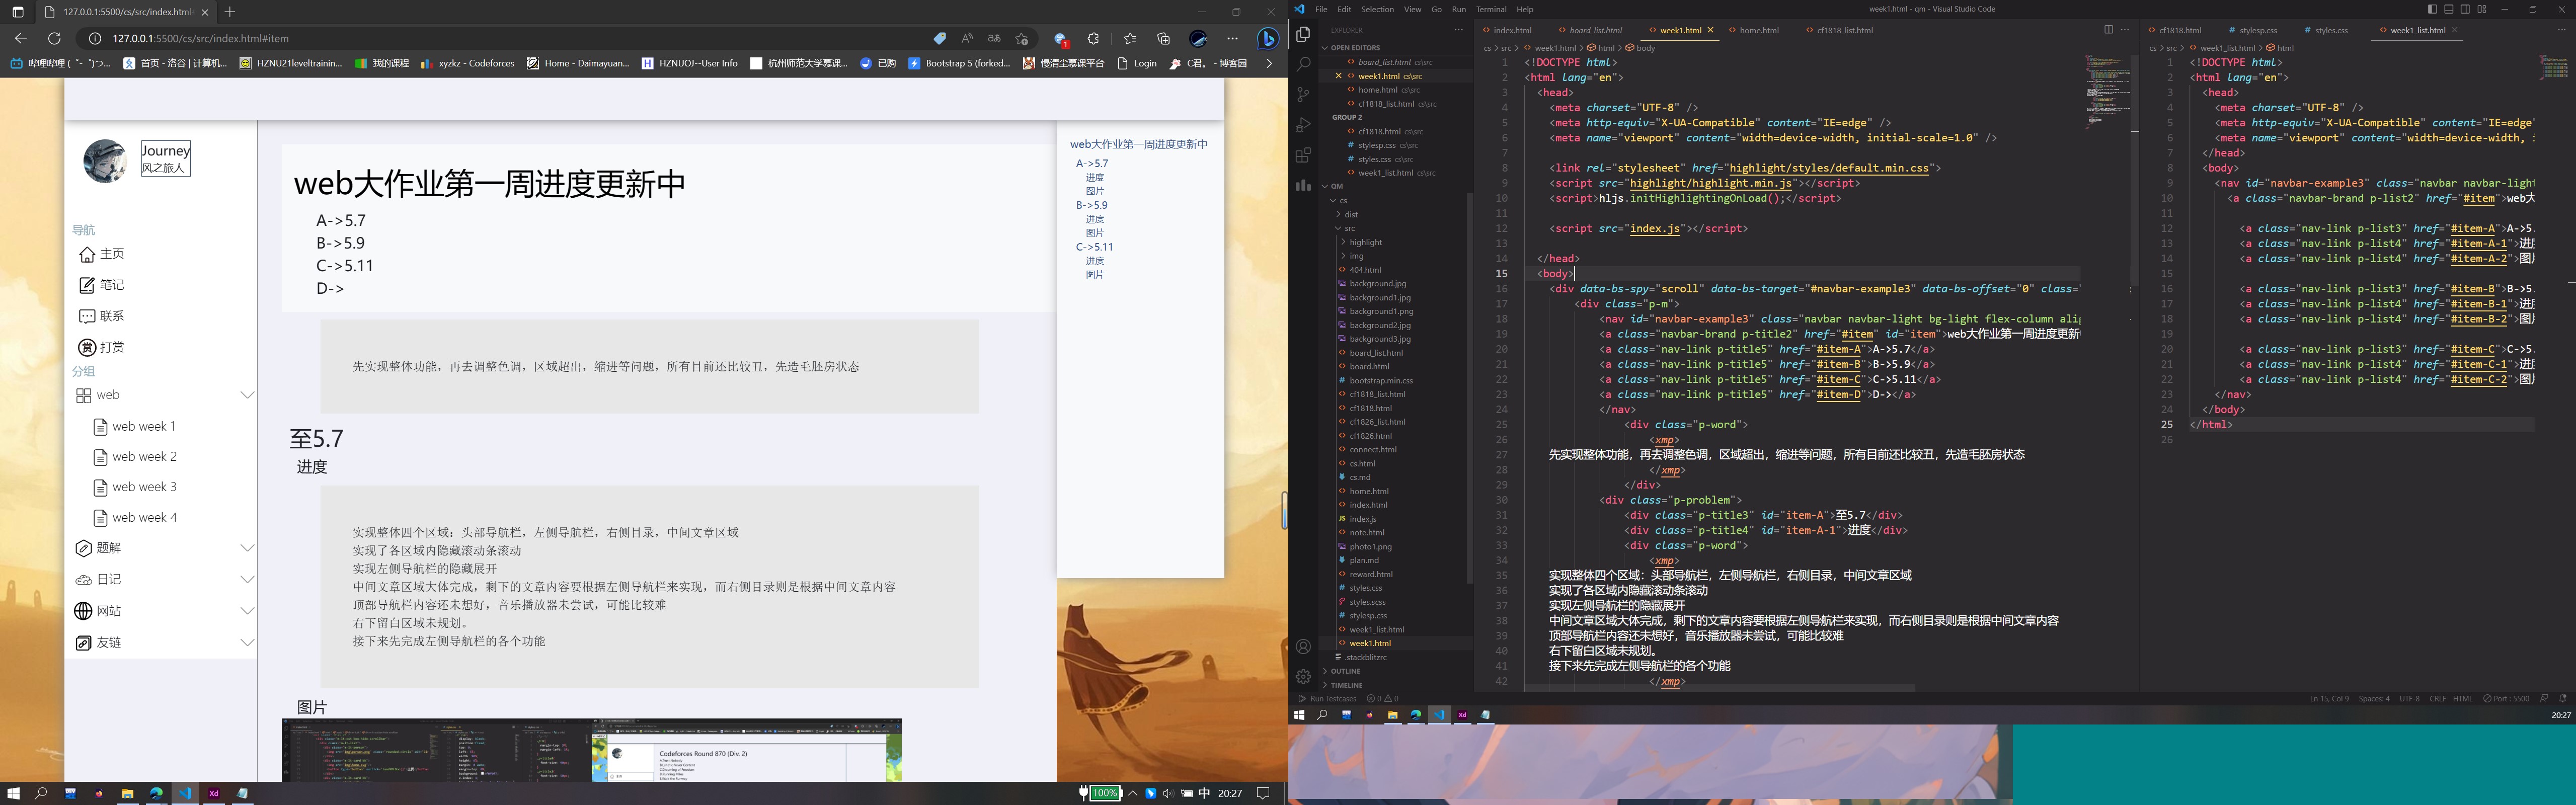 127.0.0.1:5500/cs/src/index.html
127.0.0.1:5500/cs/src/index.html#item
哔哩哔哩 (゜-゜)つ...
首页 - 洛谷 | 计算机...
HZNU21leveltrainin...
我的课程
xyzkz - Codeforces
Home - Daimayuan...
HZNUOJ--User Info
杭州师范大学慕课...
已购
Bootstrap 5 (forked...
慢清尘慕课平台
Login
C君。 - 博客园
Journey
风之旅人
导航
主页
笔记
联系
打赏
分组
web
web week 1
web week 2
web week 3
web week 4
题解
日记
网站
友链
web大作业第一周进度更新中
A->5.7
B->5.9
C->5.11
D->
先实现整体功能，再去调整色调，区域超出，缩进等问题，所有目前还比较丑，先造毛胚房状态
至5.7
进度
实现整体四个区域：头部导航栏，左侧导航栏，右侧目录，中间文章区域
实现了各区域内隐藏滚动条滚动
实现左侧导航栏的隐藏展开
中间文章区域大体完成，剩下的文章内容要根据左侧导航栏来实现，而右侧目录则是根据中间文章内容
顶部导航栏内容还未想好，音乐播放器未尝试，可能比较难
右下留白区域未规划。
接下来先完成左侧导航栏的各个功能
图片
Codeforces Round 870 (Div. 2)
web大作业第一周进度更新中
A->5.7
进度
图片
B->5.9
进度
图片
C->5.11
进度
图片
100%
中
20:27
File Edit Selection View Go Run Terminal Help
week1.html - qm - Visual Studio Code
EXPLORER
OPEN EDITORS
board_list.html cs\src
week1.html cs\src
home.html cs\src
cf1818_list.html cs\src
GROUP 2
cf1818.html cs\src
stylesp.css cs\src
styles.css cs\src
week1_list.html cs\src
QM
cs
dist
src
highlight
img
404.html
background.jpg
background1.jpg
background1.png
background2.jpg
background3.jpg
board_list.html
board.html
bootstrap.min.css
cf1818_list.html
cf1818.html
cf1826_list.html
cf1826.html
connect.html
cs.html
cs.md
home.html
index.html
index.js
note.html
photo1.png
plan.md
reward.html
styles.css
styles.scss
stylesp.css
week1_list.html
week1.html
.stackblitzrc
OUTLINE
TIMELINE
index.html board_list.html week1.html home.html cf1818_list.html
cs > src > week1.html > html > body
1 <!DOCTYPE html>
2 <html lang="en">
3 <head>
4 <meta charset="UTF-8" />
5 <meta http-equiv="X-UA-Compatible" content="IE=edge" />
6 <meta name="viewport" content="width=device-width, initial-scale=1.0" />
7
8 <link rel="stylesheet" href="highlight/styles/default.min.css">
9 <script src="highlight/highlight.min.js"></script>
10 <script>hljs.initHighlightingOnLoad();</script>
11
12 <script src="index.js"></script>
13
14 </head>
15 <body>
16 <div data-bs-spy="scroll" data-bs-target="#navbar-example3" data-bs-offset="0" class="
17 <div class="p-m">
18 <nav id="navbar-example3" class="navbar navbar-light bg-light flex-column alig
19 <a class="navbar-brand p-title2" href="#item" id="item">web大作业第一周进度更新
20 <a class="nav-link p-title5" href="#item-A">A->5.7</a>
21 <a class="nav-link p-title5" href="#item-B">B->5.9</a>
22 <a class="nav-link p-title5" href="#item-C">C->5.11</a>
23 <a class="nav-link p-title5" href="#item-D">D-></a>
24 </nav>
25 <div class="p-word">
26 <xmp>
27 先实现整体功能，再去调整色调，区域超出，缩进等问题，所有目前还比较丑，先造毛胚房状态
28 </xmp>
29 </div>
30 <div class="p-problem">
31 <div class="p-title3" id="item-A">至5.7</div>
32 <div class="p-title4" id="item-A-1">进度</div>
33 <div class="p-word">
34 <xmp>
35 实现整体四个区域：头部导航栏，左侧导航栏，右侧目录，中间文章区域
36 实现了各区域内隐藏滚动条滚动
37 实现左侧导航栏的隐藏展开
38 中间文章区域大体完成，剩下的文章内容要根据左侧导航栏来实现，而右侧目录则是根据中间文章内容
39 顶部导航栏内容还未想好，音乐播放器未尝试，可能比较难
40 右下留白区域未规划。
41 接下来先完成左侧导航栏的各个功能
42 </xmp>
cf1818.html stylesp.css styles.css week1_list.html
cs > src > week1_list.html > html
1 <!DOCTYPE html>
2 <html lang="en">
3 <head>
4 <meta charset="UTF-8" />
5 <meta http-equiv="X-UA-Compatible" content="IE=edge"
6 <meta name="viewport" content="width=device-width, i
7 </head>
8 <body>
9 <nav id="navbar-example3" class="navbar navbar-light
10 <a class="navbar-brand p-list2" href="#item">web大
11
12 <a class="nav-link p-list3" href="#item-A">A->5.
13 <a class="nav-link p-list4" href="#item-A-1">进度
14 <a class="nav-link p-list4" href="#item-A-2">图片
15
16 <a class="nav-link p-list3" href="#item-B">B->5.
17 <a class="nav-link p-list4" href="#item-B-1">进度
18 <a class="nav-link p-list4" href="#item-B-2">图片
19
20 <a class="nav-link p-list3" href="#item-C">C->5.
21 <a class="nav-link p-list4" href="#item-C-1">进度
22 <a class="nav-link p-list4" href="#item-C-2">图片
23 </nav>
24 </body>
25 </html>
26
Run Testcases 0 0
Ln 15, Col 9 Spaces: 4 UTF-8 CRLF HTML Port : 5500
20:27